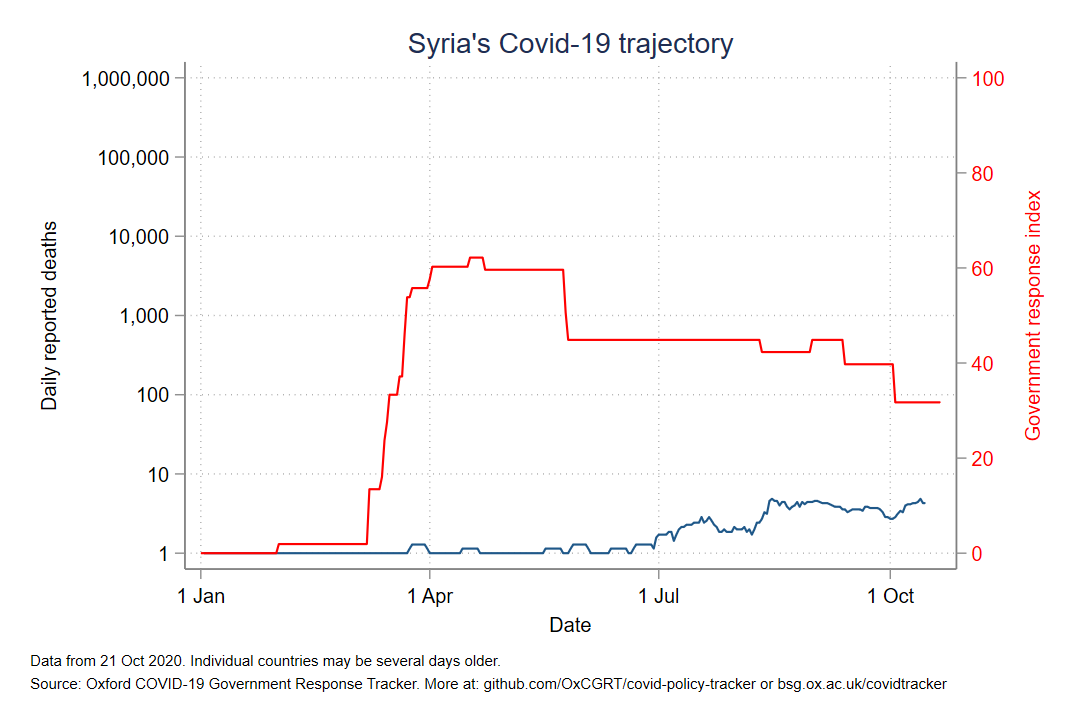 Syria's Covid-19 trajectory
1,000,000
100,000
10,000
1,000
100
10
1
Daily reported deaths
100
80
60
40
20
0
Government response index
1 Jan
1 Apr
1 Jul
1 Oct
Date
Data from 21 Oct 2020. Individual countries may be several days older.
Source: Oxford COVID-19 Government Response Tracker. More at: github.com/OxCGRT/covid-policy-tracker or bsg.ox.ac.uk/covidtracker